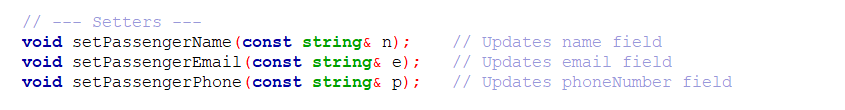 // --- Setters ---
void setPassengerName(const string& n);    // Updates name field
void setPassengerEmail(const string& e);   // Updates email field
void setPassengerPhone(const string& p);   // Updates phoneNumber field